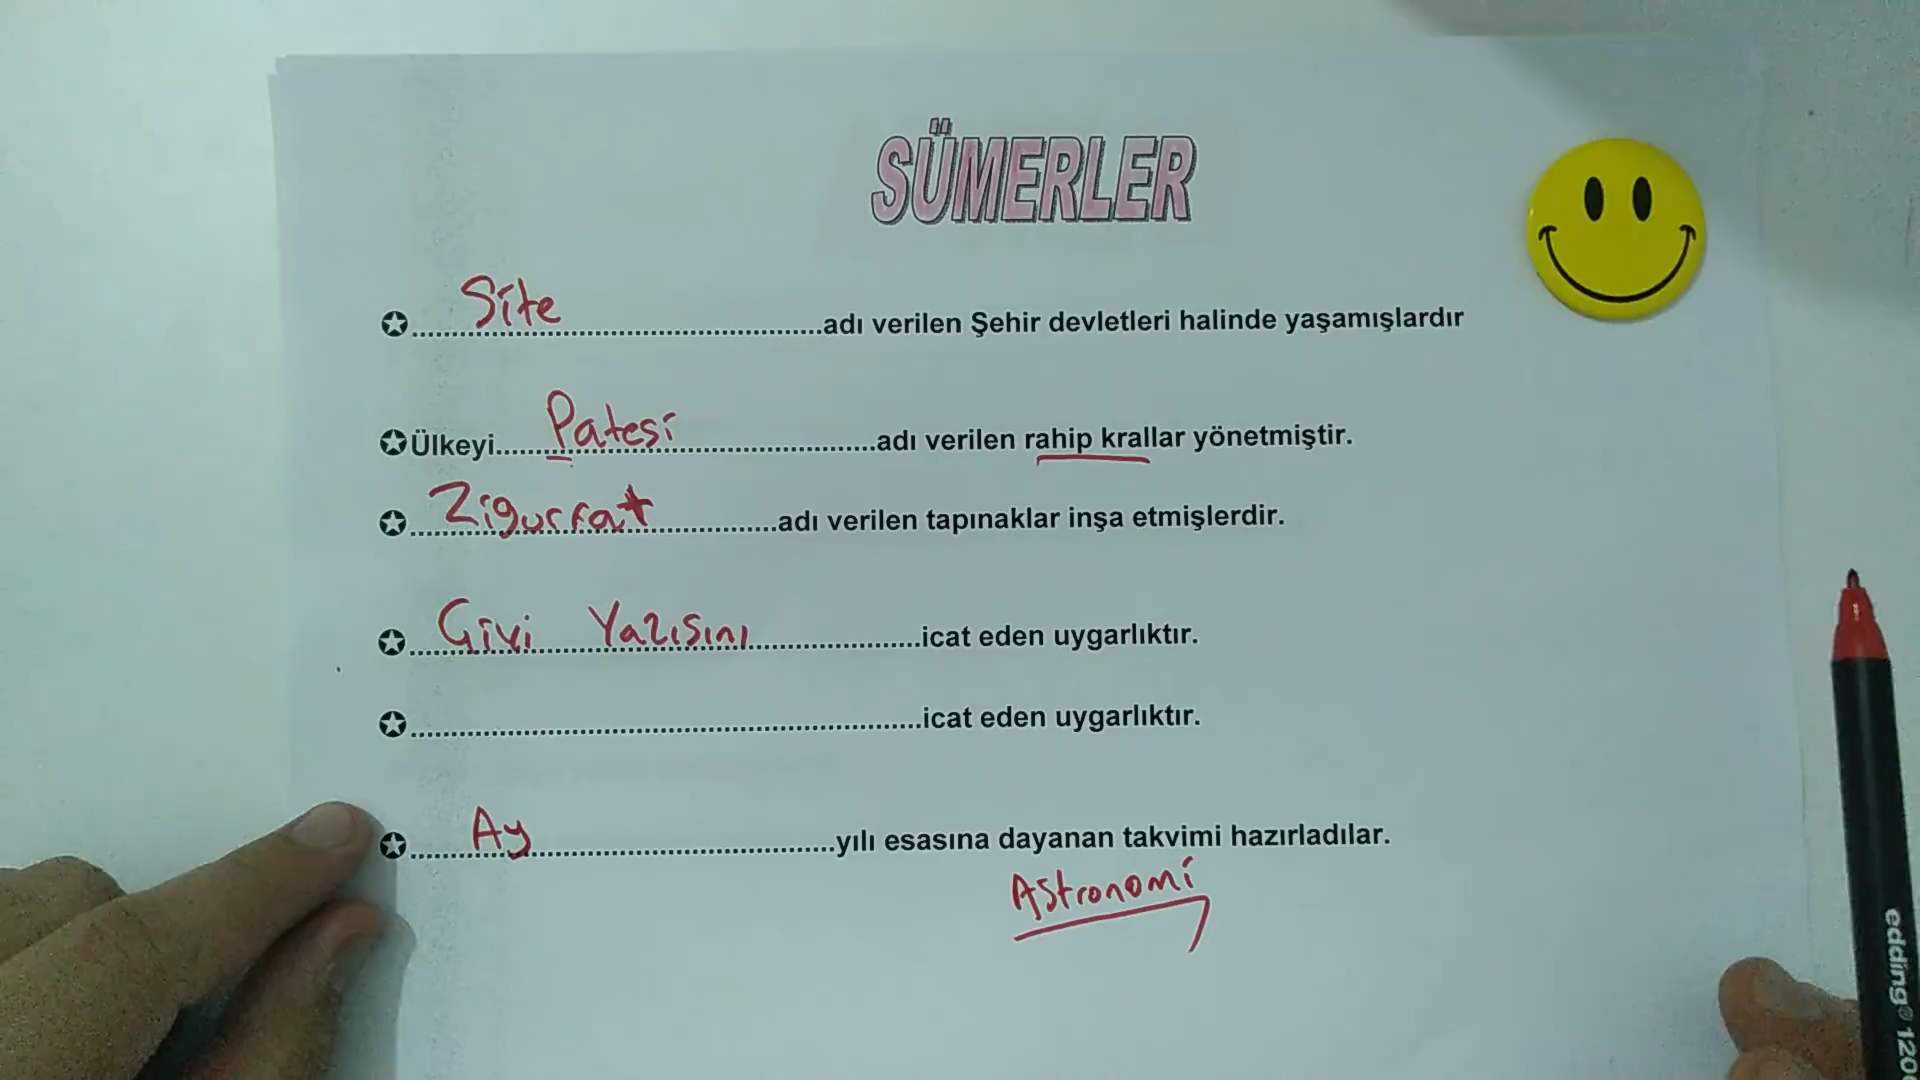 SÜMERLER
Site adı verilen Şehir devletleri halinde yaşamışlardır
Ülkeyi Patesi adı verilen rahip krallar yönetmiştir.
Zigurrat adı verilen tapınaklar inşa etmişlerdir.
Çivi Yazısını icat eden uygarlıktır.
icat eden uygarlıktır.
Ay yılı esasına dayanan takvimi hazırladılar.
Astronomi
edding 1200